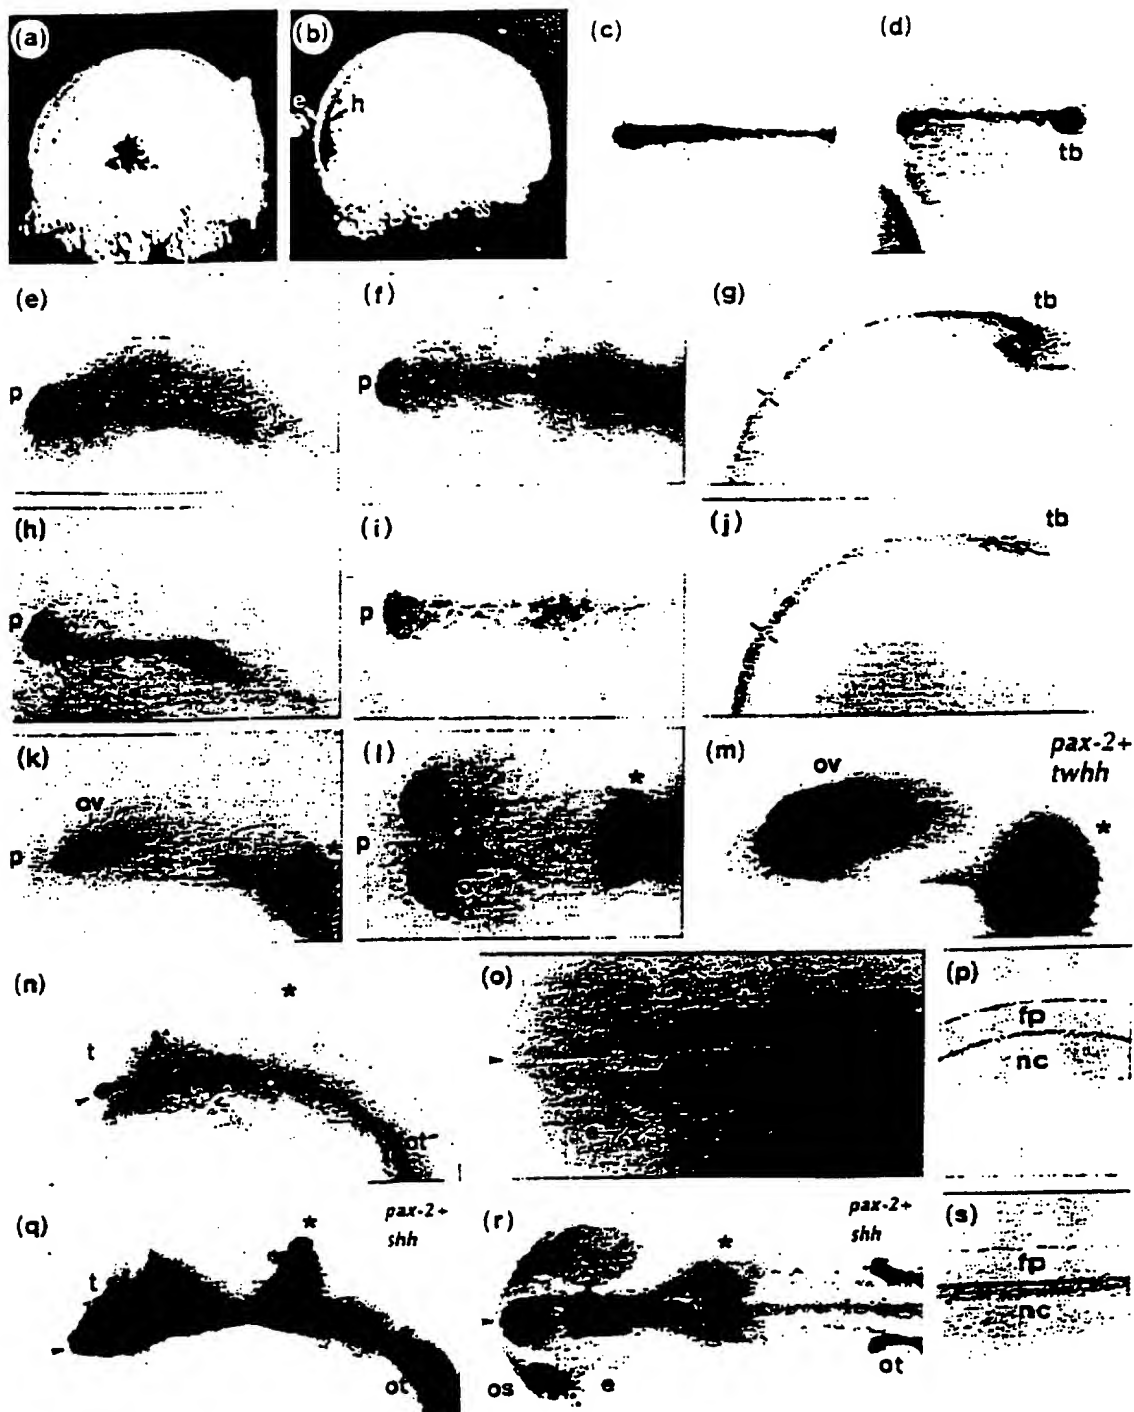 (a)
(b)
(c)
(d)
e
h
tb
(e)
(f)
(g)
tb
p
p
(h)
(i)
(j)
tb
p
p
(k)
(l)
(m)
pax-2+
twhh
ov
ov
*
*
*
p
p
ov
(n)
(o)
(p)
*
t
fp
nc
ot
(q)
(r)
(s)
pax-2+
shh
pax-2+
shh
*
*
t
fp
nc
ot
os
e
ot